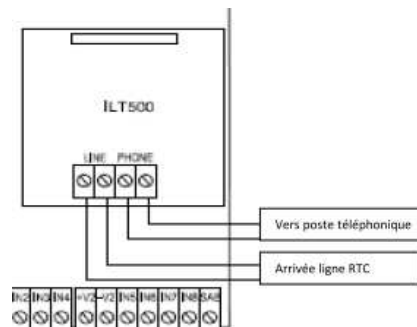 ILT500
LINE PHONE
Vers poste téléphonique
Arrivée ligne RTC
IN2 IN3 IN4 +V2 -V2 IN5 IN6 IN7 IN8 SAB